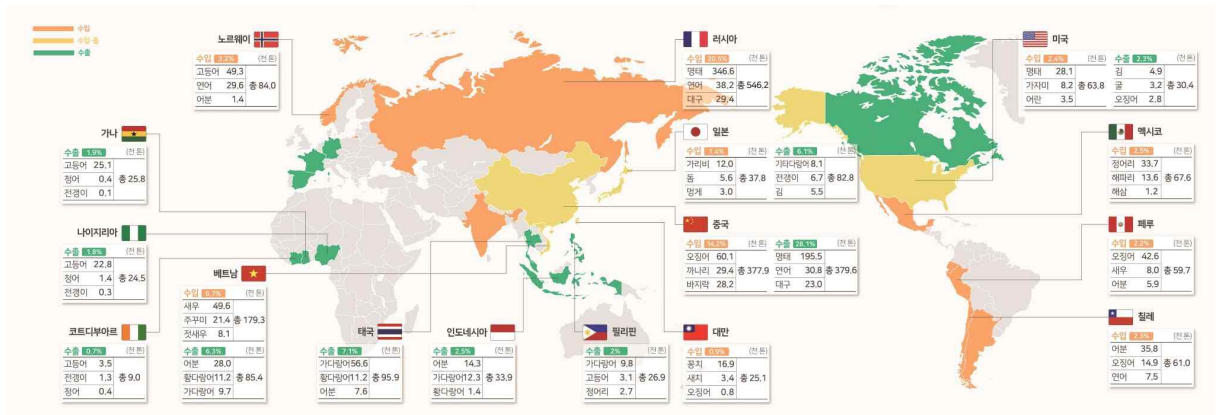 수입
수입·출
수출
노르웨이
수입 3.2% (천 톤)
고등어 49.3
연어 29.6 총 84.0
어분 1.4
러시아
수입 20.5% (천 톤)
명태 346.6
연어 38.2 총 546.2
대구 29.4
미국
수입 2.4% (천 톤) 수출 2.3% (천 톤)
명태 28.1 김 4.9
가자미 8.2 총 63.8 굴 3.2 총 30.4
어란 3.5 오징어 2.8
가나
수출 1.9% (천 톤)
고등어 25.1
정어 0.4 총 25.8
전갱이 0.1
일본
수입 1.4% (천 톤) 수출 6.1% (천 톤)
가리비 12.0 기타다랑어 8.1
돔 5.6 총 37.8 전갱이 6.7 총 82.8
멍게 3.0 김 5.5
멕시코
수입 2.5% (천 톤)
정어리 33.7
해파리 13.6 총 67.6
해삼 1.2
나이지리아
수출 1.8% (천 톤)
고등어 22.8
정어 1.4 총 24.5
전갱이 0.3
중국
수입 14.2% (천 톤) 수출 28.1% (천 톤)
오징어 60.1 명태 195.5
까나리 29.4 총 377.9 연어 30.8 총 379.6
바지락 28.2 대구 23.0
페루
수입 2.2% (천 톤)
오징어 42.6
새우 8.0 총 59.7
어분 5.9
베트남
수입 6.7% (천 톤)
새우 49.6
주꾸미 21.4 총 179.3
젓새우 8.1
수출 6.3% (천 톤)
어분 28.0
황다랑어 11.2 총 85.4
가다랑어 9.7
코트디부아르
수출 0.7% (천 톤)
고등어 3.5
전갱이 1.3 총 9.0
정어 0.4
태국
수출 7.1% (천 톤)
가다랑어 56.6
황다랑어 11.2 총 95.9
어분 7.6
인도네시아
수출 2.5% (천 톤)
어분 14.3
가다랑어 12.3 총 33.9
황다랑어 1.4
필리핀
수출 2% (천 톤)
가다랑어 9.8
고등어 3.1 총 26.9
정어리 2.7
대만
수입 0.9% (천 톤)
꽁치 16.9
새치 3.4 총 25.1
오징어 0.8
칠레
수입 2.3% (천 톤)
어분 35.8
오징어 14.9 총 61.0
연어 7.5